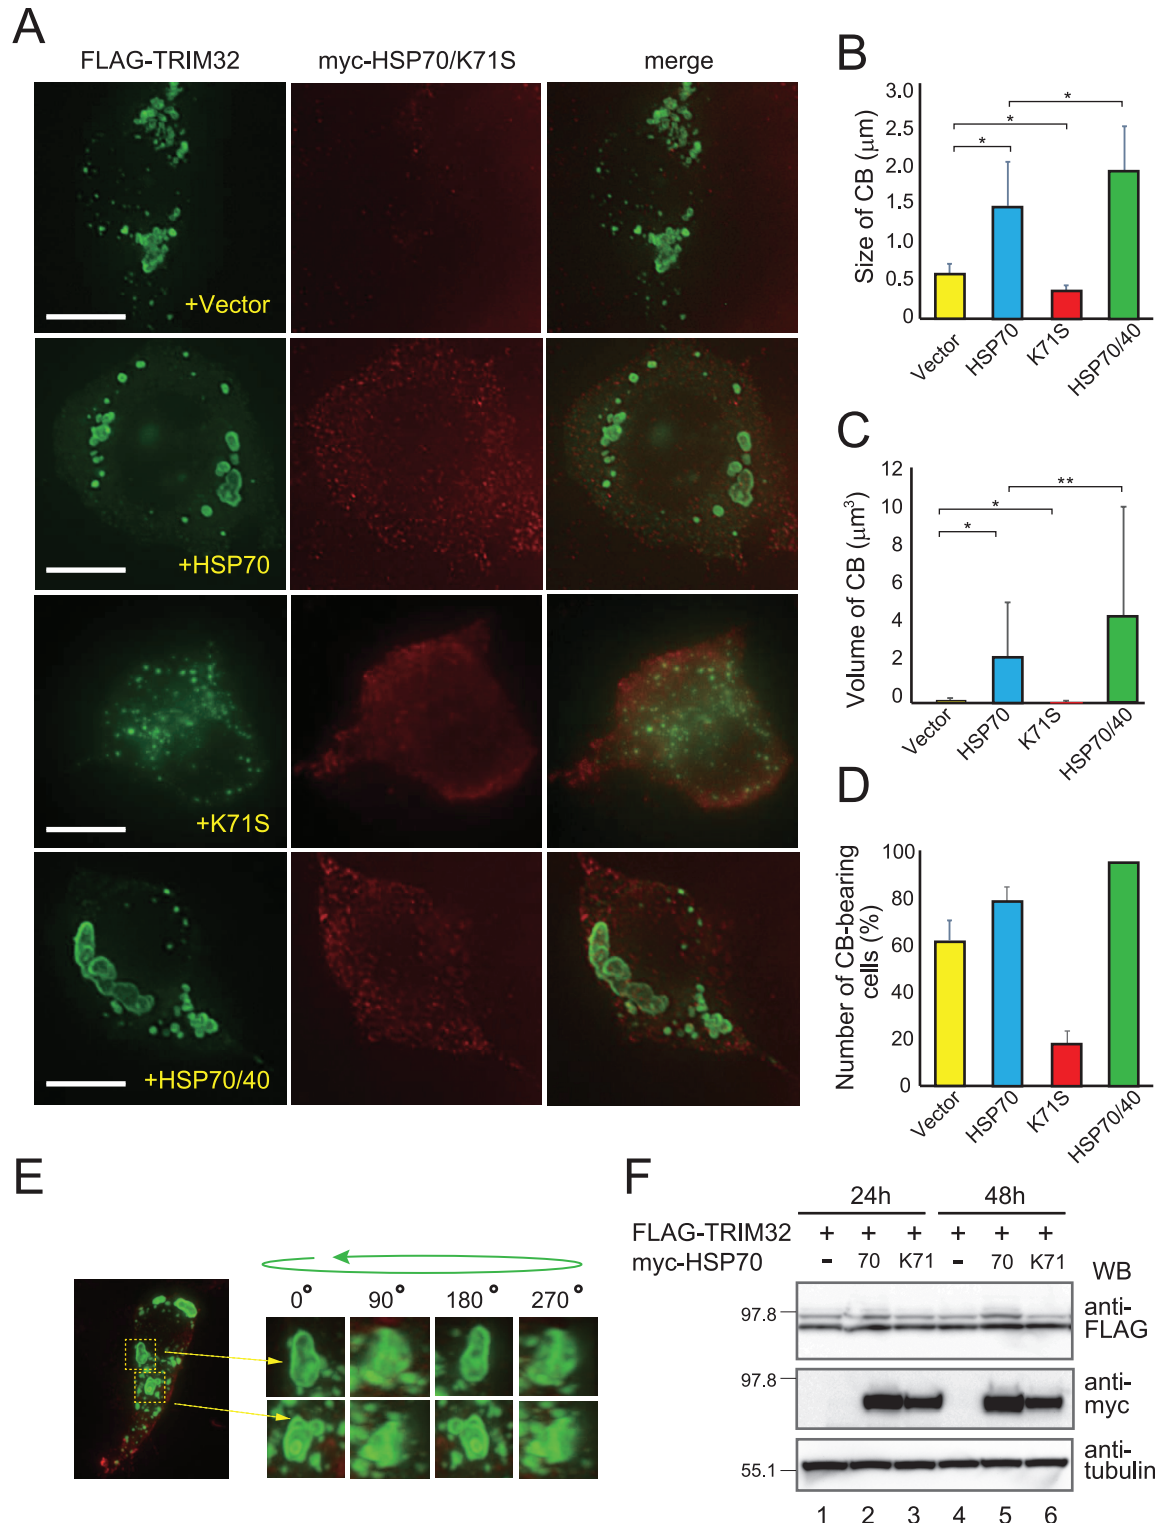 A
FLAG-TRIM32 myc-HSP70/K71S merge
+Vector
+HSP70
+K71S
+HSP70/40
B
Size of CB (μm)
3.0
2.5
2.0
1.5
1.0
0.5
0
* * *
Vector HSP70 K71S HSP70/40
C
Volume of CB (μm³)
12
10
8
6
4
2
0
* * **
Vector HSP70 K71S HSP70/40
D
Number of CB-bearing
cells (%)
100
80
60
40
20
0
Vector HSP70 K71S HSP70/40
E
0° 90° 180° 270°
F
24h 48h
FLAG-TRIM32 + + + + + +
myc-HSP70 - 70 K71 - 70 K71 WB
97.8 anti-
FLAG
97.8 anti-
myc
55.1 anti-
tubulin
1 2 3 4 5 6